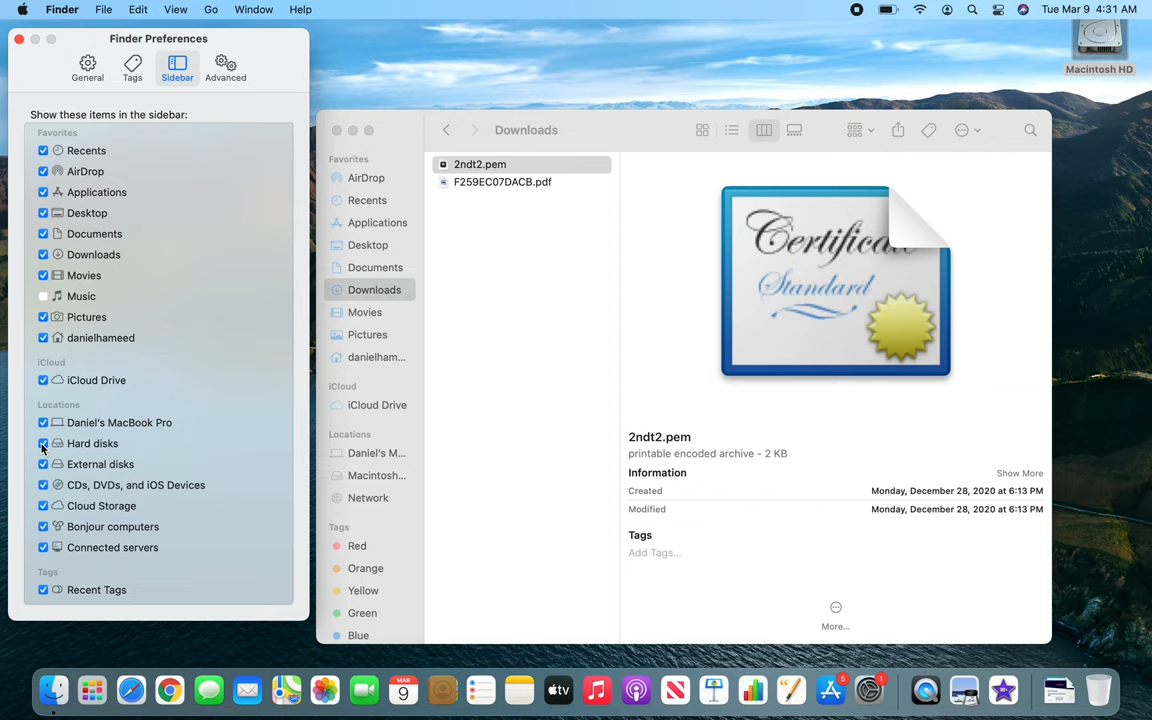 Finder File Edit View Go Window Help Tue Mar 9 4:31 AM
Macintosh HD
Finder Preferences
General Tags Sidebar Advanced
Show these items in the sidebar:
Favorites
Recents
AirDrop
Applications
Desktop
Documents
Downloads
Movies
Music
Pictures
danielhameed
iCloud
iCloud Drive
Locations
Daniel's MacBook Pro
Hard disks
External disks
CDs, DVDs, and iOS Devices
Cloud Storage
Bonjour computers
Connected servers
Tags
Recent Tags
Downloads
Favorites
AirDrop
Recents
Applications
Desktop
Documents
Downloads
Movies
Pictures
danielham...
iCloud
iCloud Drive
Locations
Daniel's M...
Macintosh...
Network
Tags
Red
Orange
Yellow
Green
Blue
2ndt2.pem
F259EC07DACB.pdf
Certificate
Standard
2ndt2.pem
printable encoded archive - 2 KB
Information Show More
Created Monday, December 28, 2020 at 6:13 PM
Modified Monday, December 28, 2020 at 6:13 PM
Tags
Add Tags...
More...
MAR
9
tv
5
1